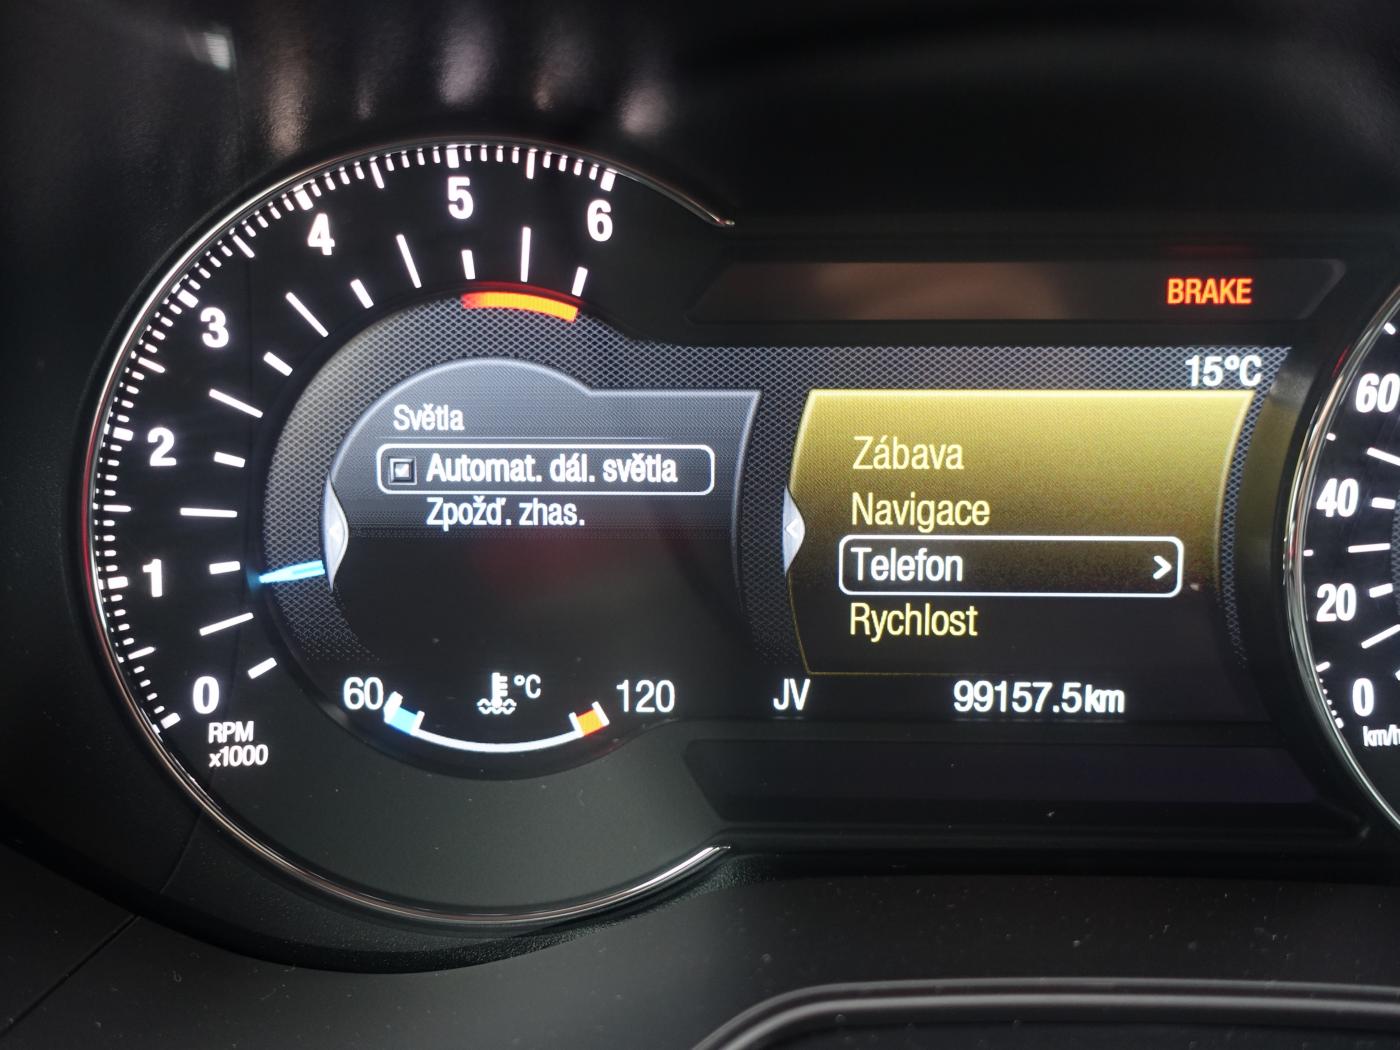 6
5
4
3
2
1
0
RPM
x1000
BRAKE
15°C
Světla
Automat. dál. světla
Zpožď. zhas.
60
°C
120
Zábava
Navigace
Telefon
Rychlost
JV
99157.5km
60
40
20
0
km/h